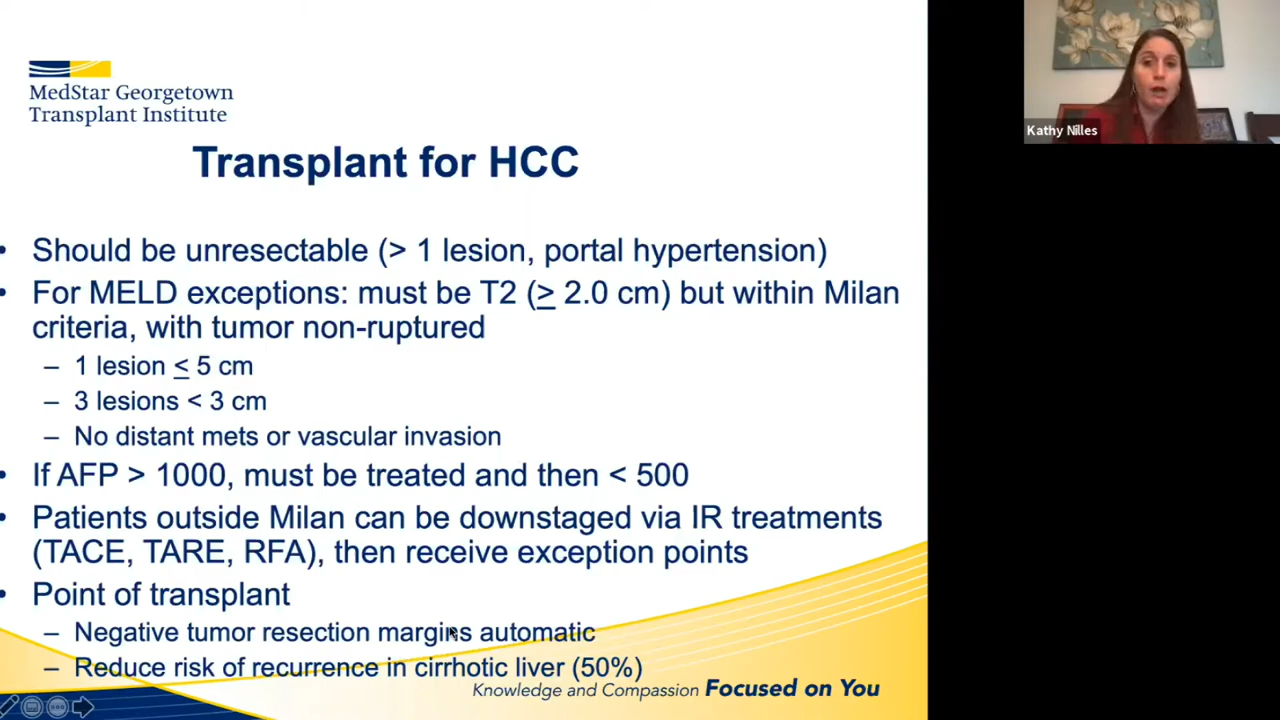 MedStar Georgetown
Transplant Institute
Transplant for HCC
• Should be unresectable (> 1 lesion, portal hypertension)
• For MELD exceptions: must be T2 (≥ 2.0 cm) but within Milan
criteria, with tumor non-ruptured
– 1 lesion ≤ 5 cm
– 3 lesions < 3 cm
– No distant mets or vascular invasion
• If AFP > 1000, must be treated and then < 500
• Patients outside Milan can be downstaged via IR treatments
(TACE, TARE, RFA), then receive exception points
• Point of transplant
– Negative tumor resection margins automatic
– Reduce risk of recurrence in cirrhotic liver (50%)
Knowledge and Compassion Focused on You
Kathy Nilles